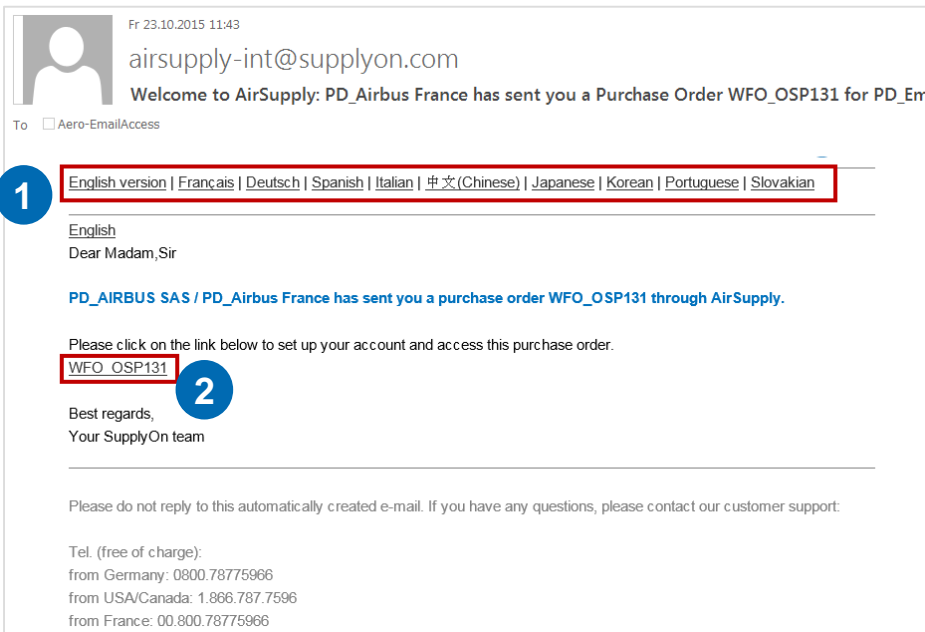 Fr 23.10.2015 11:43
airsupply-int@supplyon.com
Welcome to AirSupply: PD_Airbus France has sent you a Purchase Order WFO_OSP131 for PD_Em
To Aero-EmailAccess
1
English version | Français | Deutsch | Spanish | Italian | 中文(Chinese) | Japanese | Korean | Portuguese | Slovakian
English
Dear Madam,Sir
PD_AIRBUS SAS / PD_Airbus France has sent you a purchase order WFO_OSP131 through AirSupply.
Please click on the link below to set up your account and access this purchase order.
WFO_OSP131
2
Best regards,
Your SupplyOn team
Please do not reply to this automatically created e-mail. If you have any questions, please contact our customer support:
Tel. (free of charge):
from Germany: 0800.78775966
from USA/Canada: 1.866.787.7596
from France: 00.800.78775966